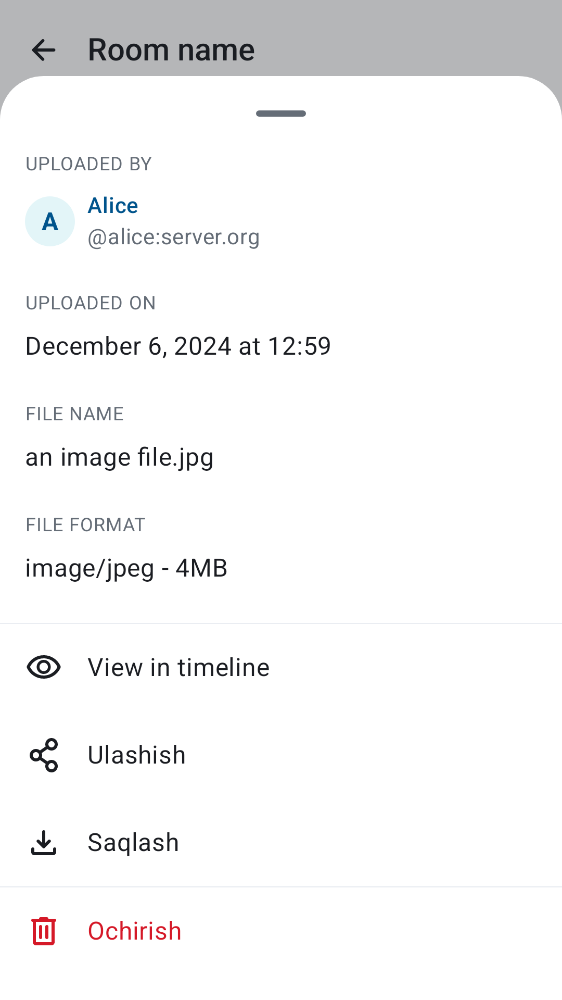 Room name
UPLOADED BY
A
Alice
@alice:server.org
UPLOADED ON
December 6, 2024 at 12:59
FILE NAME
an image file.jpg
FILE FORMAT
image/jpeg - 4MB
View in timeline
Ulashish
Saqlash
Ochirish